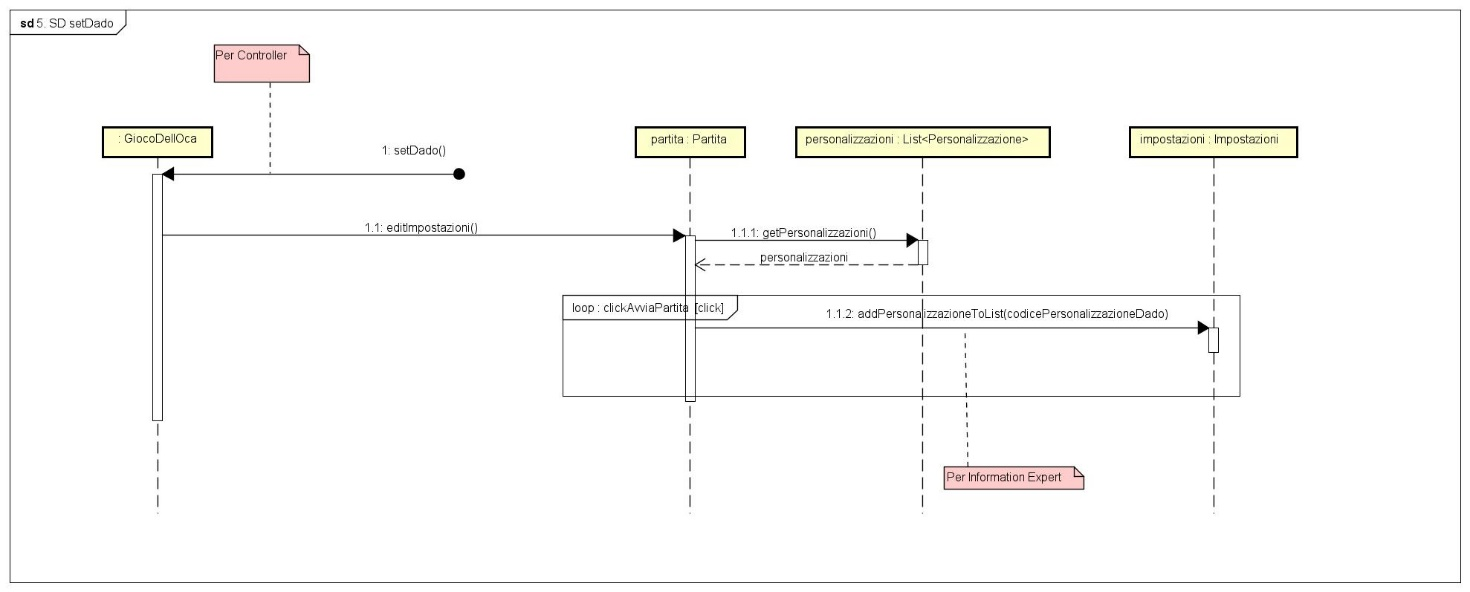 sd 5. SD setDado
Per Controller
: GiocoDellOca
partita : Partita
personalizzazioni : List<Personalizzazione>
impostazioni : Impostazioni
1: setDado()
1.1: editImpostazioni()
1.1.1: getPersonalizzazioni()
personalizzazioni
loop : clickAvviaPartita [click]
1.1.2: addPersonalizzazioneToList(codicePersonalizzazioneDado)
Per Information Expert